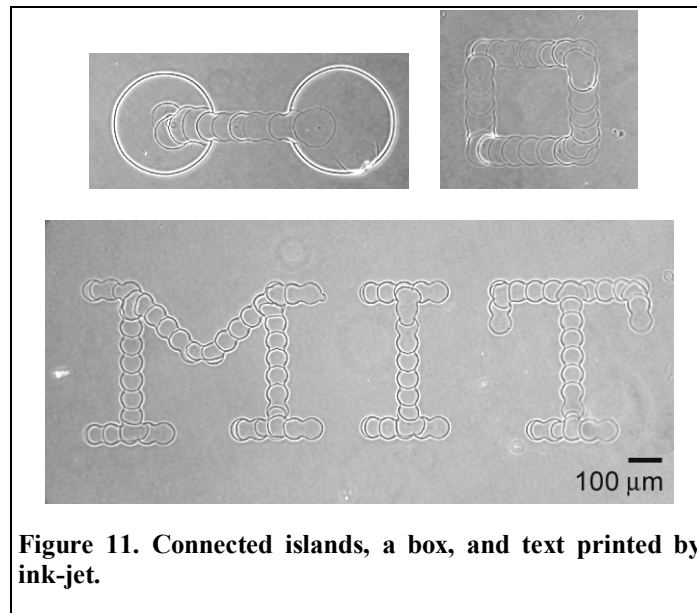 MIT
100 μm
Figure 11. Connected islands, a box, and text printed by
ink-jet.